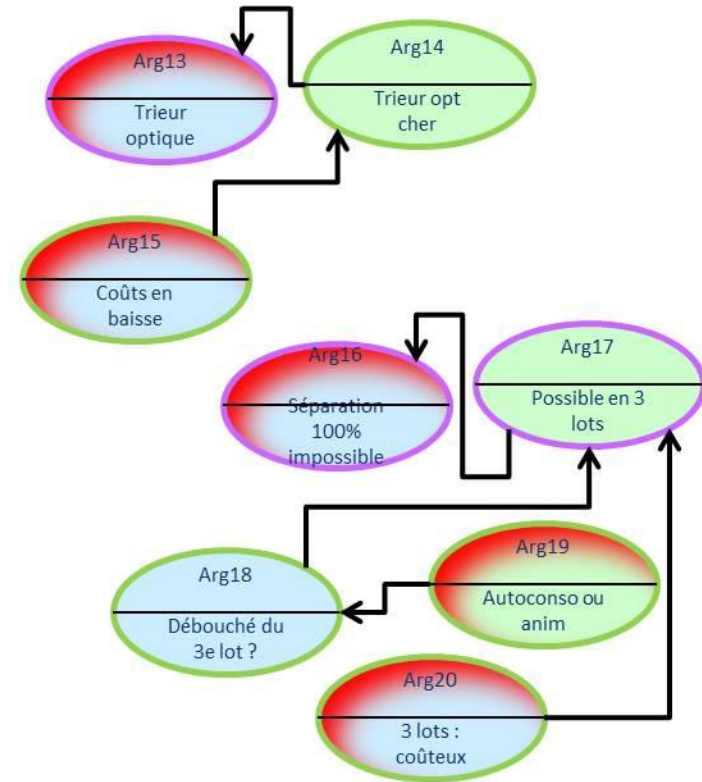 Arg13
Trieur
optique
Arg14
Trieur opt
cher
Arg15
Coûts en
baisse
Arg16
Séparation
100%
impossible
Arg17
Possible en 3
lots
Arg18
Débouché du
3e lot ?
Arg19
Autoconso ou
anim
Arg20
3 lots :
coûteux